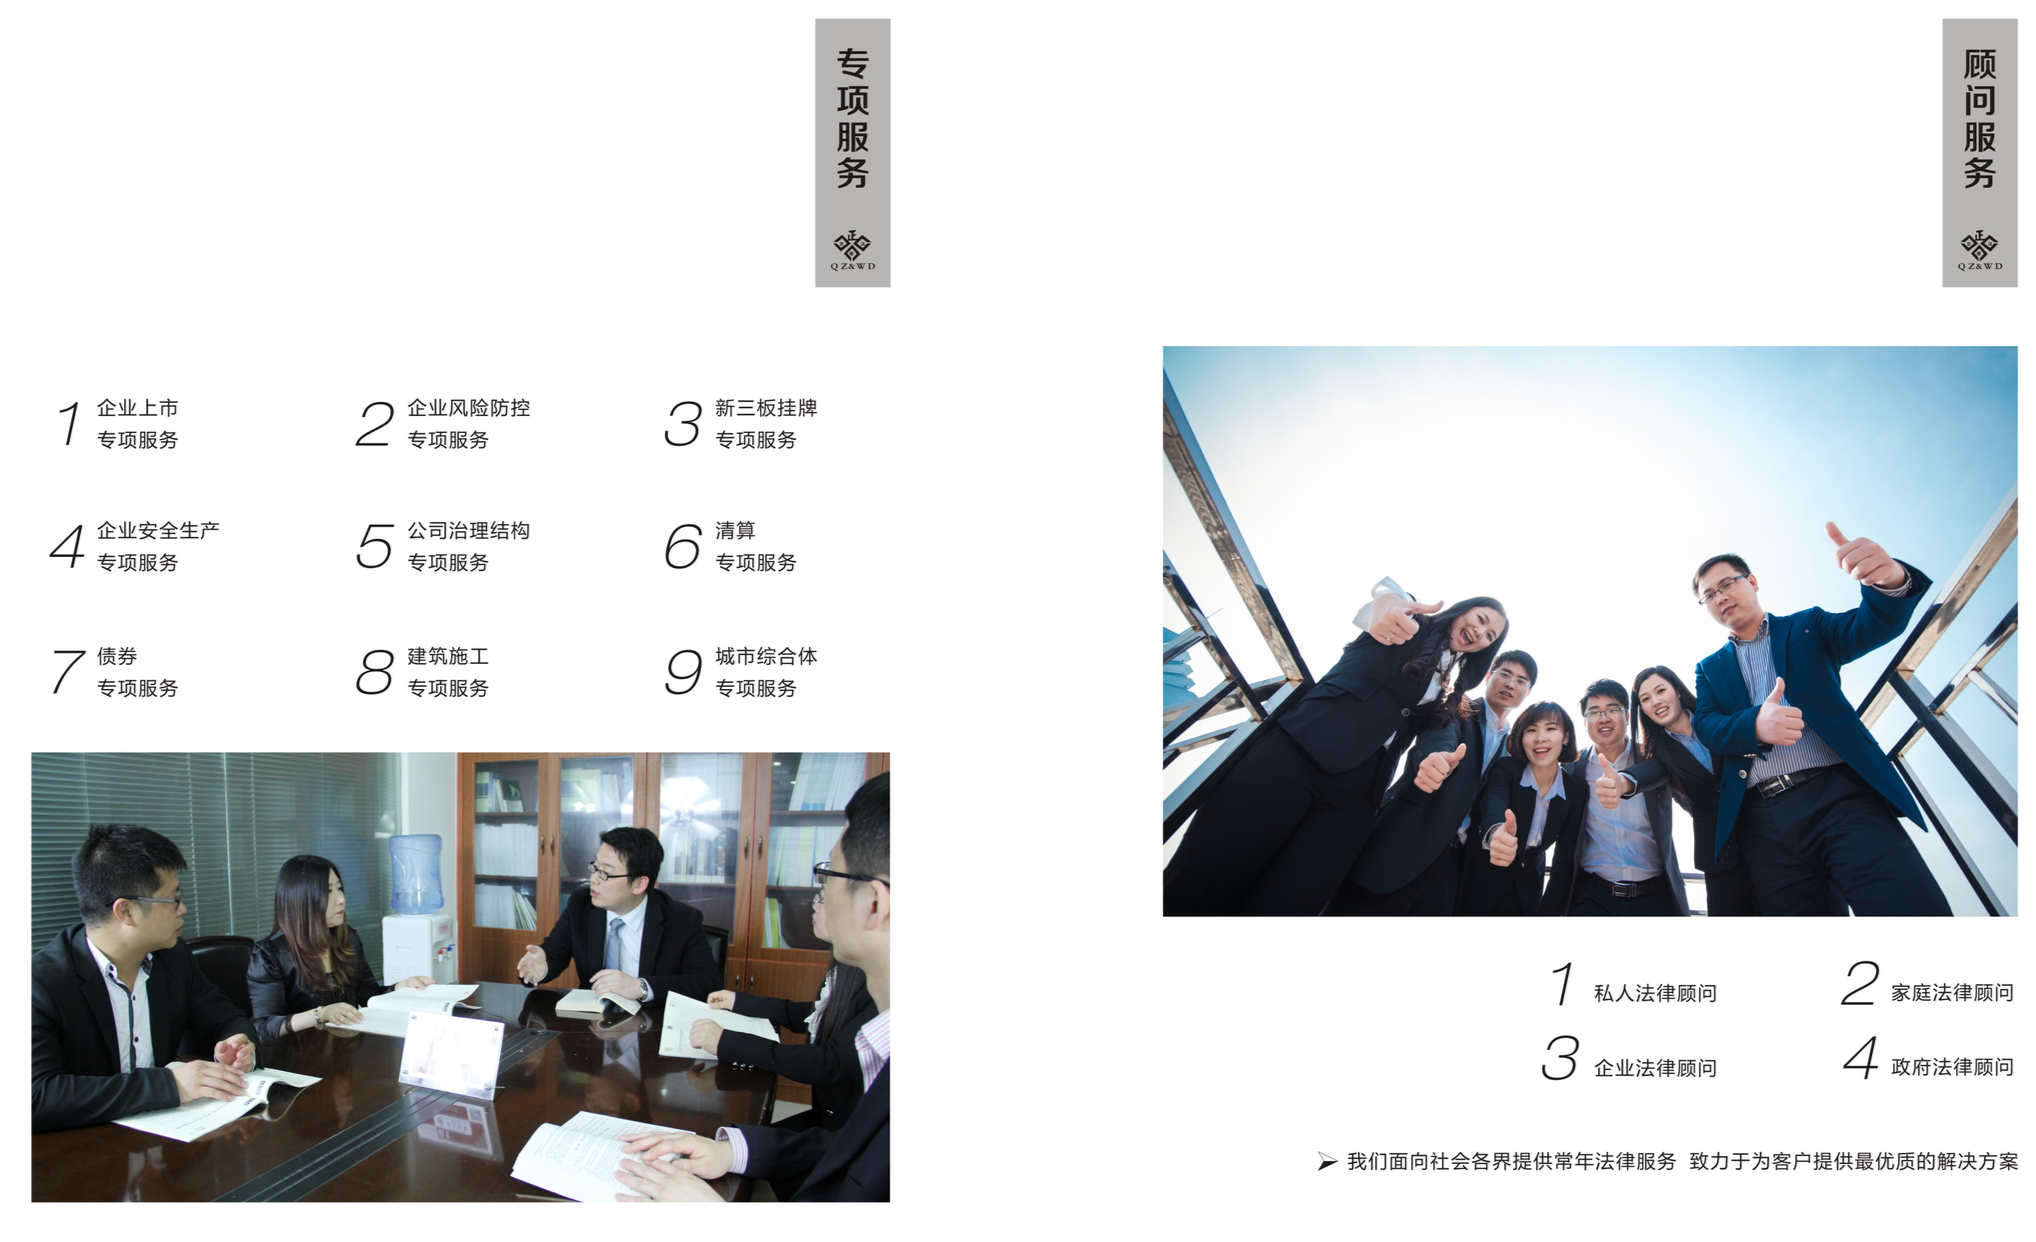 专项服务
QZ&WD
1 企业上市
专项服务
2 企业风险防控
专项服务
3 新三板挂牌
专项服务
4 企业安全生产
专项服务
5 公司治理结构
专项服务
6 清算
专项服务
7 债券
专项服务
8 建筑施工
专项服务
9 城市综合体
专项服务
顾问服务
正
QZ&WD
1 私人法律顾问
2 家庭法律顾问
3 企业法律顾问
4 政府法律顾问
我们面向社会各界提供常年法律服务 致力于为客户提供最优质的解决方案